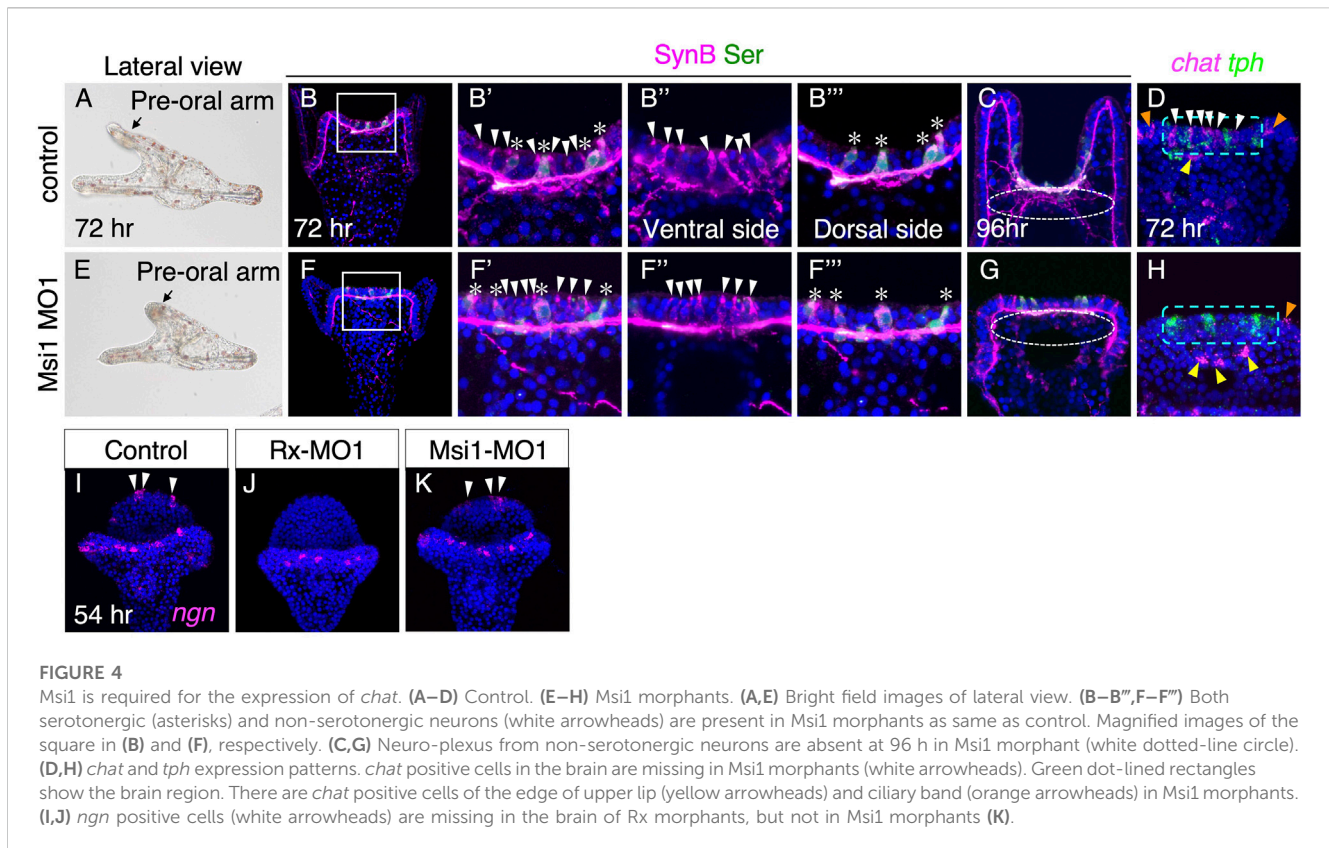 SynB Ser
Lateral view
chat tph
control
A
Pre-oral arm
72 hr
B
72 hr
B'
B''
Ventral side
B'''
Dorsal side
C
96hr
D
72 hr
Msi1 MO1
E
Pre-oral arm
F
F'
F''
F'''
G
H
Control
Rx-MO1
Msi1-MO1
I
54 hr
ngn
J
K
FIGURE 4
Msi1 is required for the expression of chat. (A–D) Control. (E–H) Msi1 morphants. (A,E) Bright field images of lateral view. (B–B‴,F–F‴) Both
serotonergic (asterisks) and non-serotonergic neurons (white arrowheads) are present in Msi1 morphants as same as control. Magnified images of the
square in (B) and (F), respectively. (C,G) Neuro-plexus from non-serotonergic neurons are absent at 96 h in Msi1 morphant (white dotted-line circle).
(D,H) chat and tph expression patterns. chat positive cells in the brain are missing in Msi1 morphants (white arrowheads). Green dot-lined rectangles
show the brain region. There are chat positive cells of the edge of upper lip (yellow arrowheads) and ciliary band (orange arrowheads) in Msi1 morphants.
(I,J) ngn positive cells (white arrowheads) are missing in the brain of Rx morphants, but not in Msi1 morphants (K).